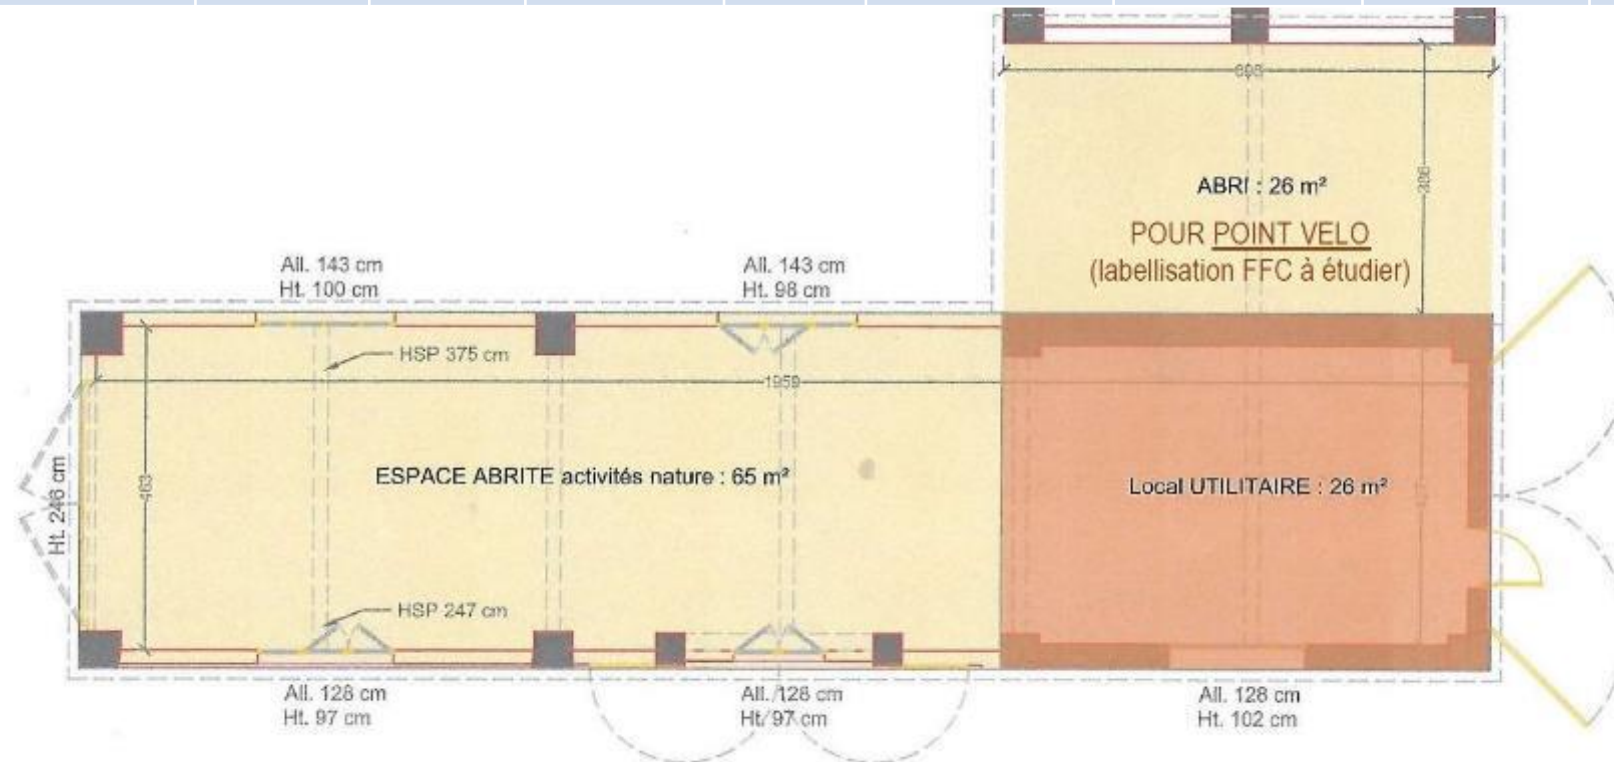 ABRI : 26 m²
POUR POINT VELO
(labellisation FFC à étudier)
386
All. 143 cm
Ht. 100 cm
All. 143 cm
Ht. 98 cm
HSP 375 cm
1959
463
Ht. 246 cm
ESPACE ABRITE activités nature : 65 m²
Local UTILITAIRE : 26 m²
HSP 247 cm
All. 128 cm
Ht. 97 cm
All. 128 cm
Ht. 97 cm
All. 128 cm
Ht. 102 cm